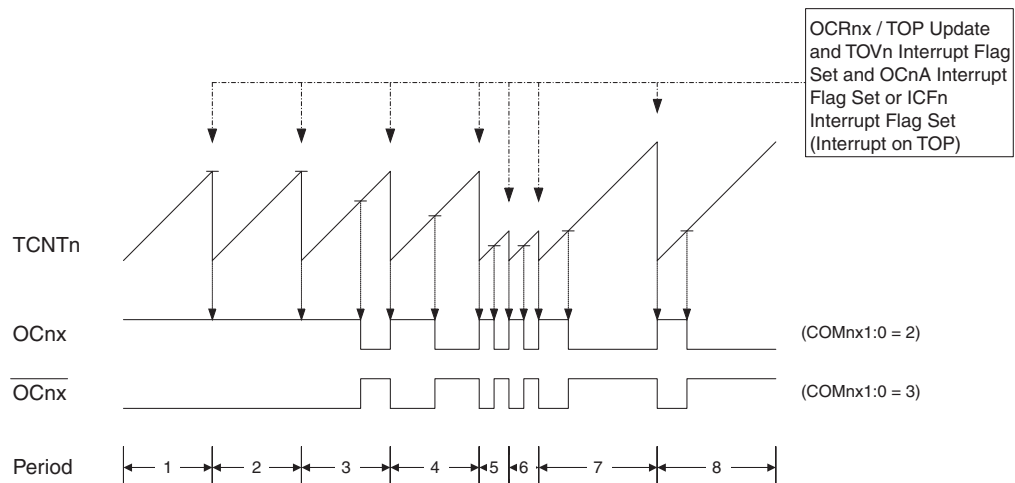 OCRnx / TOP Update
and TOVn Interrupt Flag
Set and OCnA Interrupt
Flag Set or ICFn
Interrupt Flag Set
(Interrupt on TOP)
TCNTn
OCnx (COMnx1:0 = 2)
OCnx (COMnx1:0 = 3)
Period 1 2 3 4 5 6 7 8